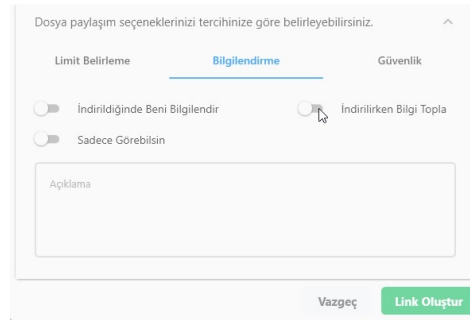 Dosya paylaşım seçeneklerinizi tercihinize göre belirleyebilirsiniz.
Limit Belirleme Bilgilendirme Güvenlik
İndirildiğinde Beni Bilgilendir İndirilirken Bilgi Topla
Sadece Görebilsin
Açıklama
Vazgeç Link Oluştur